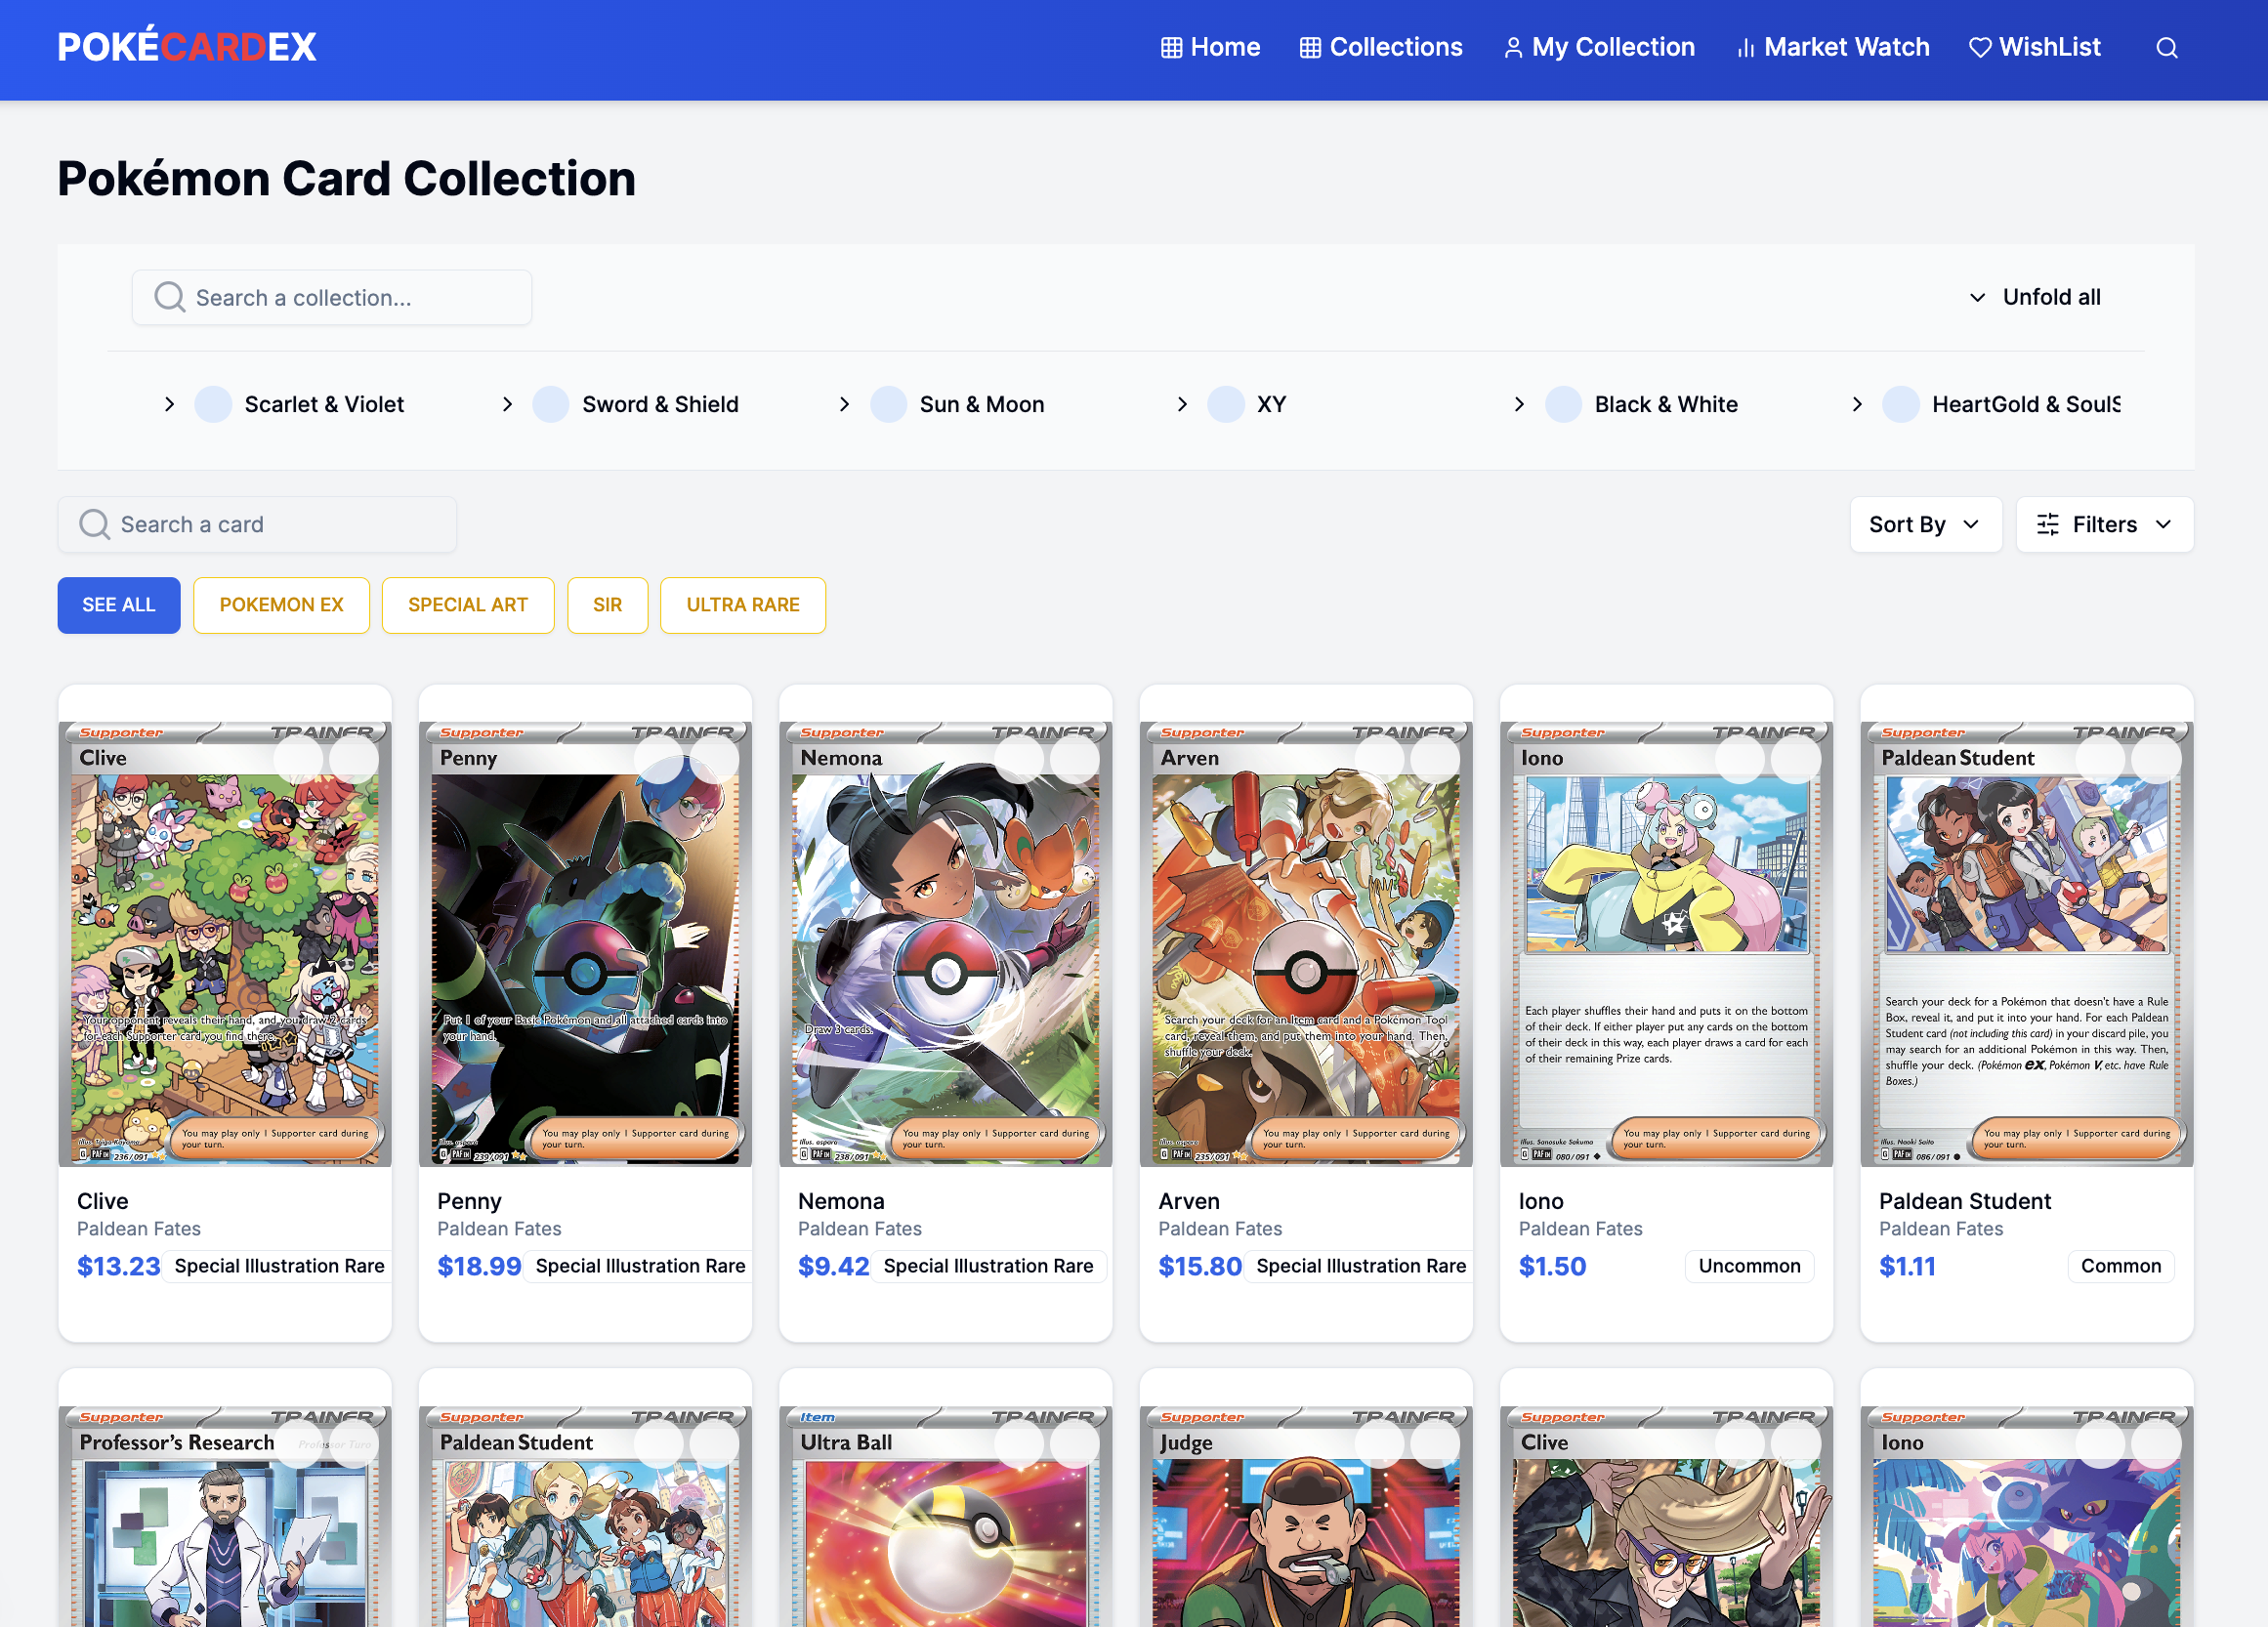 POKÉCARDEX
Home
Collections
My Collection
Market Watch
WishList
Pokémon Card Collection
Search a collection...
Unfold all
Scarlet & Violet
Sword & Shield
Sun & Moon
XY
Black & White
HeartGold & SoulS
Search a card
Sort By
Filters
SEE ALL
POKEMON EX
SPECIAL ART
SIR
ULTRA RARE
Supporter TRAINER
Clive
Your opponent reveals their hand, and you draw 2 cards
for each Supporter card you find there.
You may play only 1 Supporter card during
your turn.
G PAF EN 236/091
Clive
Paldean Fates
$13.23 Special Illustration Rare
Supporter TRAINER
Penny
Put 1 of your Basic Pokémon and all attached cards into
your hand.
You may play only 1 Supporter card during
your turn.
G PAF EN 239/091
Penny
Paldean Fates
$18.99 Special Illustration Rare
Supporter TRAINER
Nemona
Draw 3 cards.
You may play only 1 Supporter card during
your turn.
G PAF EN 238/091
Nemona
Paldean Fates
$9.42 Special Illustration Rare
Supporter TRAINER
Arven
Search your deck for an Item card and a Pokémon Tool
card, reveal them, and put them into your hand. Then,
shuffle your deck.
You may play only 1 Supporter card during
your turn.
G PAF EN 235/091
Arven
Paldean Fates
$15.80 Special Illustration Rare
Supporter TRAINER
Iono
Each player shuffles their hand and puts it on the bottom
of their deck. If either player put any cards on the bottom
of their deck in this way, each player draws a card for each
of their remaining Prize cards.
Illus. Sanosuke Sakuma
You may play only 1 Supporter card during
your turn.
G PAF EN 080/091
Iono
Paldean Fates
$1.50 Uncommon
Supporter TRAINER
Paldean Student
Search your deck for a Pokémon that doesn't have a Rule
Box, reveal it, and put it into your hand. For each Paldean
Student card (not including this card) in your discard pile, you
may search for an additional Pokémon in this way. Then,
shuffle your deck. (Pokémon ex, Pokémon V, etc. have Rule
Boxes.)
Illus. Naoki Saito
You may play only 1 Supporter card during
your turn.
G PAF EN 086/091
Paldean Student
Paldean Fates
$1.11 Common
Supporter TRAINER
Professor's Research Professor Turo
Supporter TRAINER
Paldean Student
Item TRAINER
Ultra Ball
Supporter TRAINER
Judge
Supporter TRAINER
Clive
Supporter TRAINER
Iono